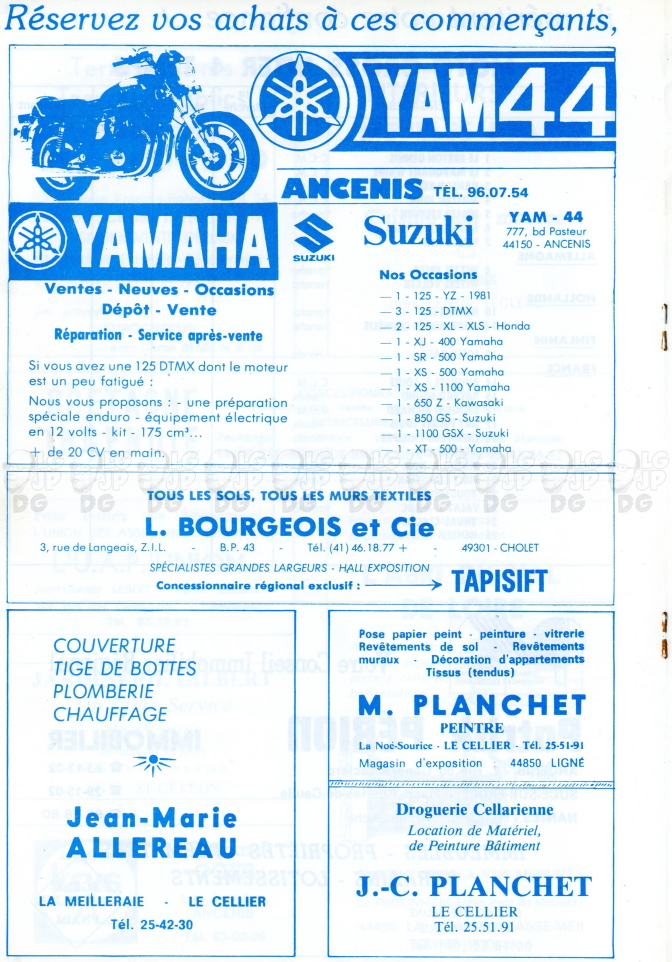 Réservez vos achats à ces commerçants,
YAM44
ANCENIS TÉL. 96.07.54
YAMAHA
SUZUKI
Suzuki
YAM - 44
777, bd Pasteur
44150 - ANCENIS
Ventes - Neuves - Occasions
Dépôt - Vente
Réparation - Service après-vente
Si vous avez une 125 DTMX dont le moteur
est un peu fatigué :
Nous vous proposons : - une préparation
spéciale enduro - équipement électrique
en 12 volts - kit - 175 cm³...
+ de 20 CV en main.
Nos Occasions
— 1 - 125 - YZ - 1981
— 3 - 125 - DTMX
— 2 - 125 - XL - XLS - Honda
— 1 - XJ - 400 Yamaha
— 1 - SR - 500 Yamaha
— 1 - XS - 500 Yamaha
— 1 - XS - 1100 Yamaha
— 1 - 650 Z - Kawasaki
— 1 - 850 GS - Suzuki
— 1 - 1100 GSX - Suzuki
— 1 - XT - 500 - Yamaha
TOUS LES SOLS, TOUS LES MURS TEXTILES
L. BOURGEOIS et Cie
3, rue de Langeais, Z.I.L. - B.P. 43 - Tél. (41) 46.18.77 + - 49301 - CHOLET
SPÉCIALISTES GRANDES LARGEURS - HALL EXPOSITION
Concessionnaire régional exclusif : TAPISIFT
COUVERTURE
TIGE DE BOTTES
PLOMBERIE
CHAUFFAGE
Jean-Marie
ALLEREAU
LA MEILLERAIE - LE CELLIER
Tél. 25-42-30
Pose papier peint - peinture - vitrerie
Revêtements de sol - Revêtements
muraux - Décoration d'appartements
Tissus (tendus)
M. PLANCHET
PEINTRE
La Noé-Sourice - LE CELLIER - Tél. 25-51-91
Magasin d'exposition : 44850 LIGNÉ
Droguerie Cellarienne
Location de Matériel,
de Peinture Bâtiment
J.-C. PLANCHET
LE CELLIER
Tél. 25.51.91